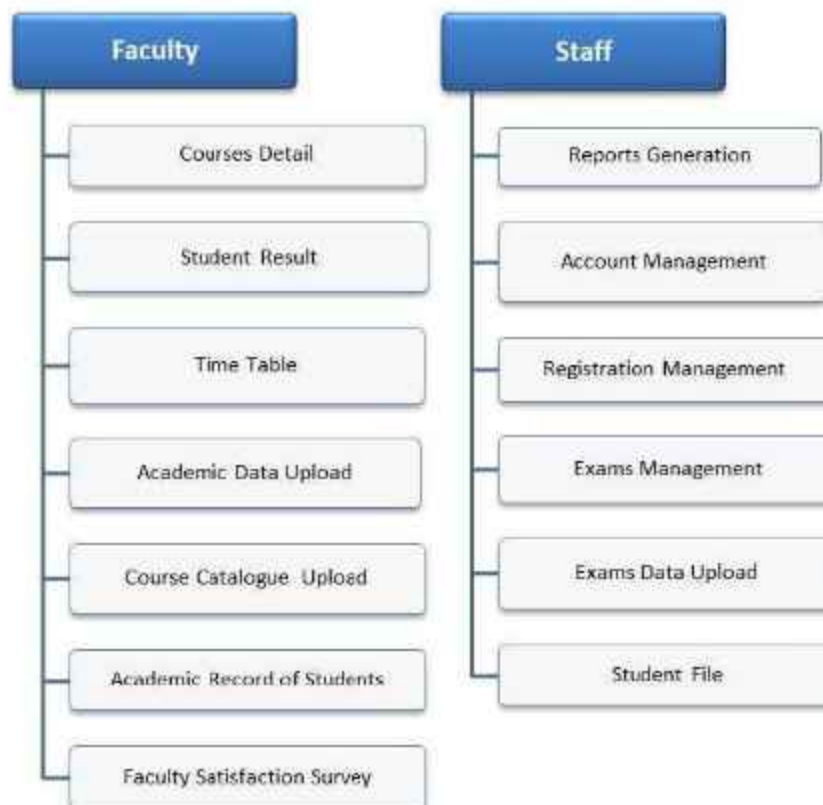 Faculty
Courses Detail
Student Result
Time Table
Academic Data Upload
Course Catalogue Upload
Academic Record of Students
Faculty Satisfaction Survey
Staff
Reports Generation
Account Management
Registration Management
Exams Management
Exams Data Upload
Student File